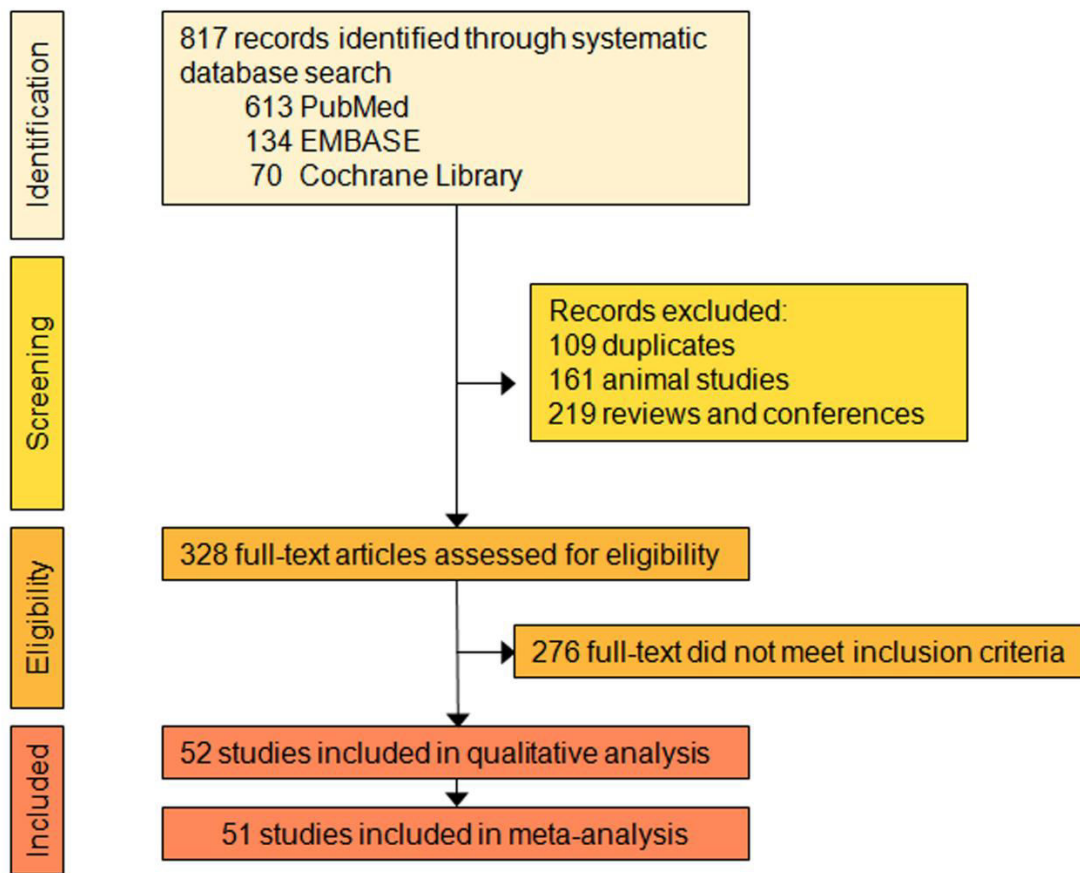 Identification
817 records identified through systematic
database search
613 PubMed
134 EMBASE
70 Cochrane Library
Screening
Records excluded:
109 duplicates
161 animal studies
219 reviews and conferences
Eligibility
328 full-text articles assessed for eligibility
276 full-text did not meet inclusion criteria
Included
52 studies included in qualitative analysis
51 studies included in meta-analysis